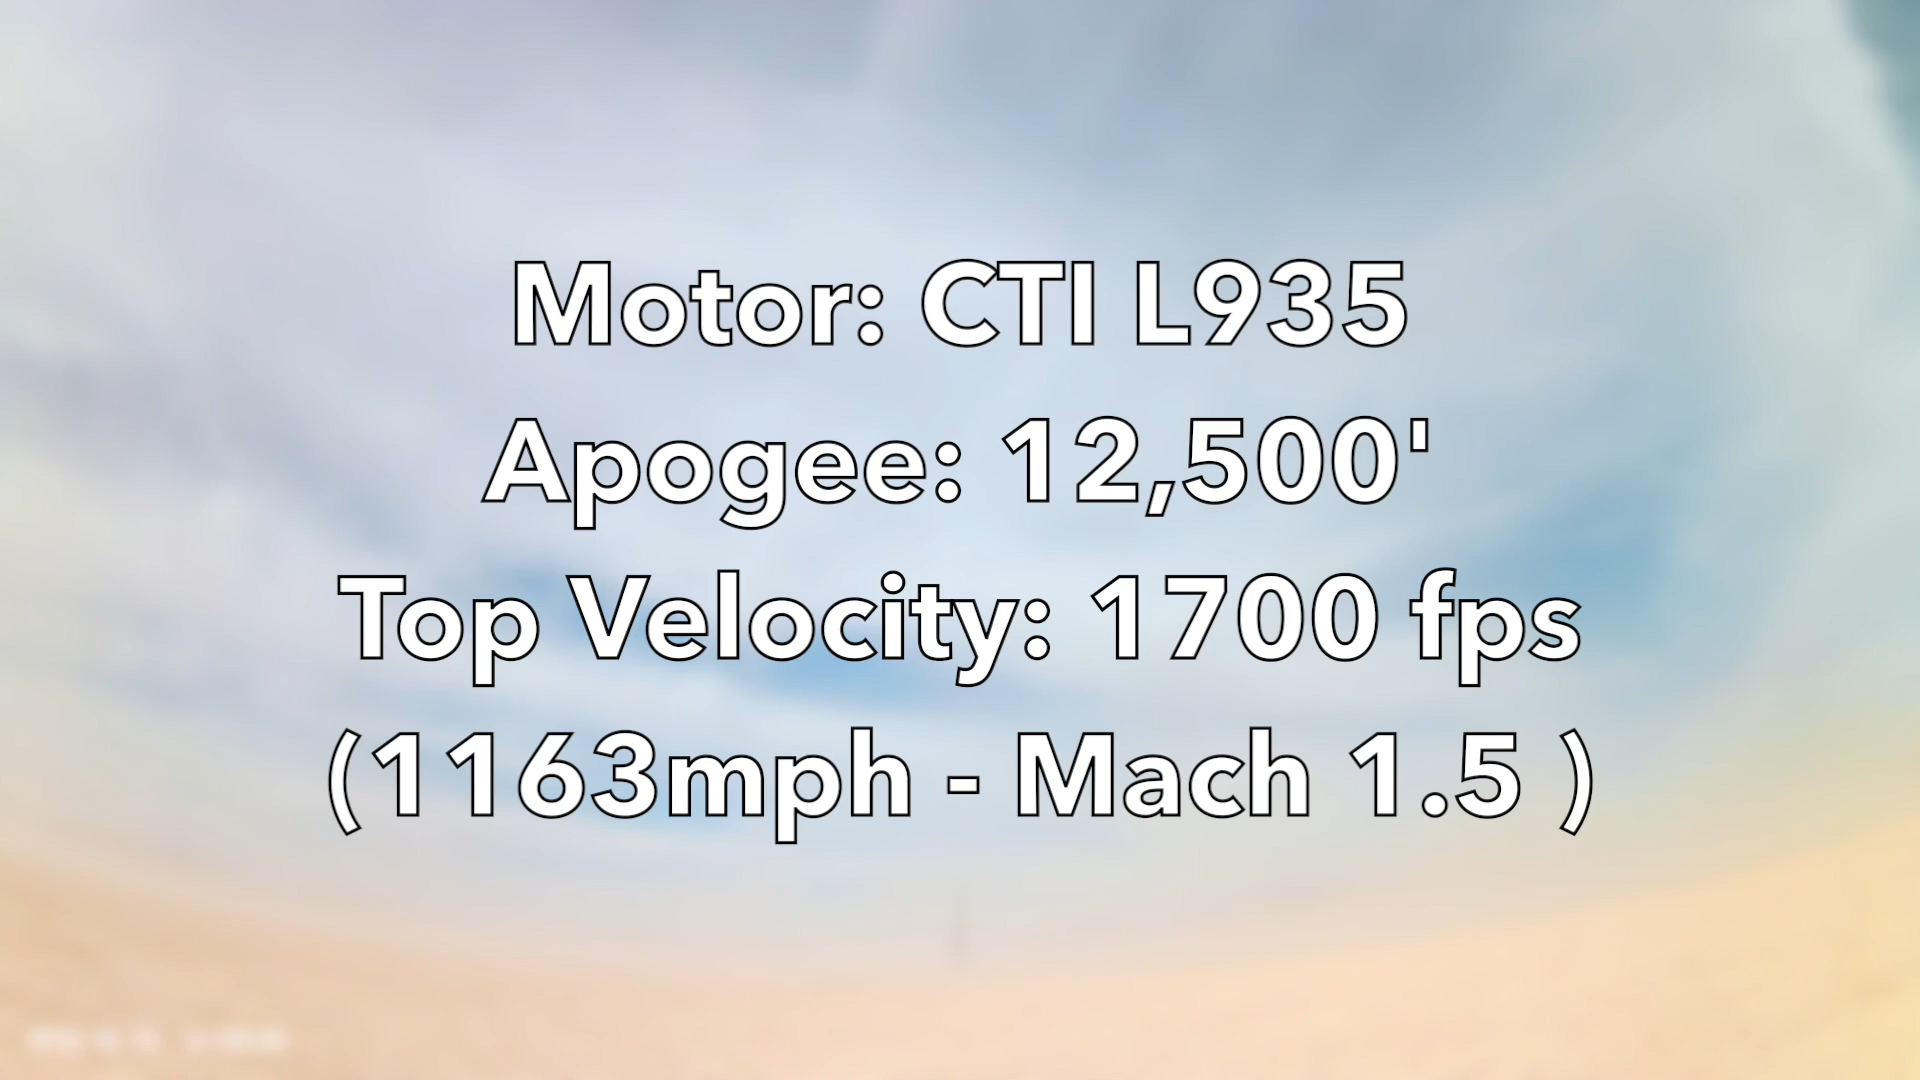 Motor: CTI L935
Apogee: 12,500'
Top Velocity: 1700 fps
(1163mph - Mach 1.5 )